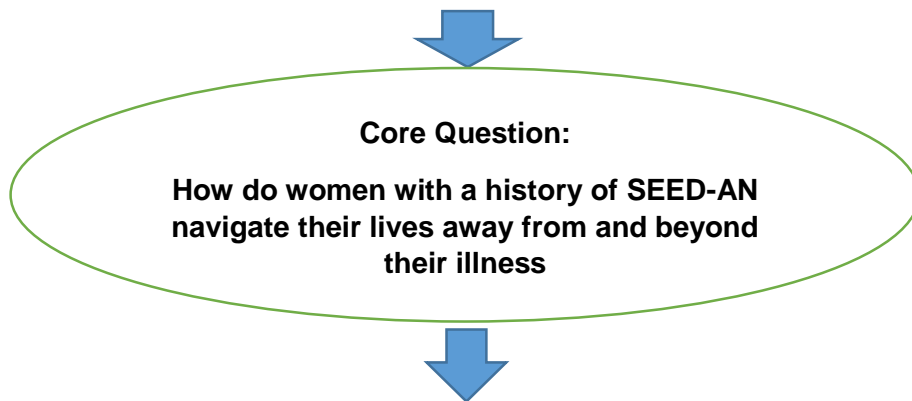 Core Question:
How do women with a history of SEED-AN
navigate their lives away from and beyond
their illness